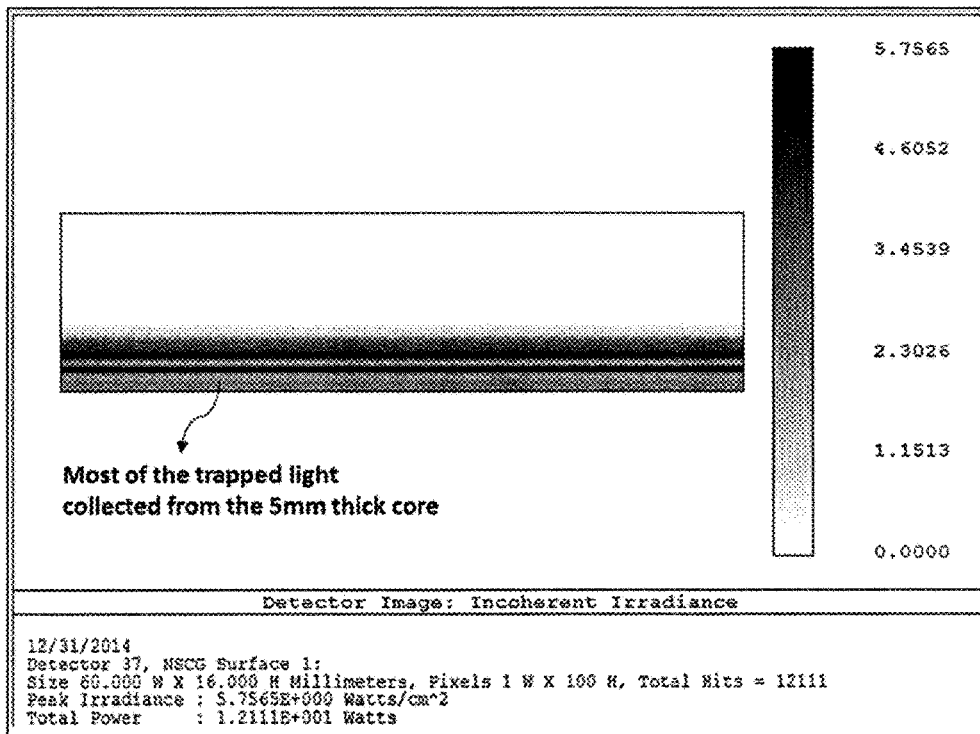 5.7565
4.6052
3.4539
2.3026
1.1513
0.0000
Most of the trapped light
collected from the 5mm thick core
Detector Image: Incoherent Irradiance
12/31/2014
Detector 37, NSCG Surface 1:
Size 60.000 W X 16.000 H Millimeters, Pixels 1 W X 100 H, Total Hits = 12111
Peak Irradiance : 5.7565E+000 Watts/cm^2
Total Power : 1.2111E+001 Watts